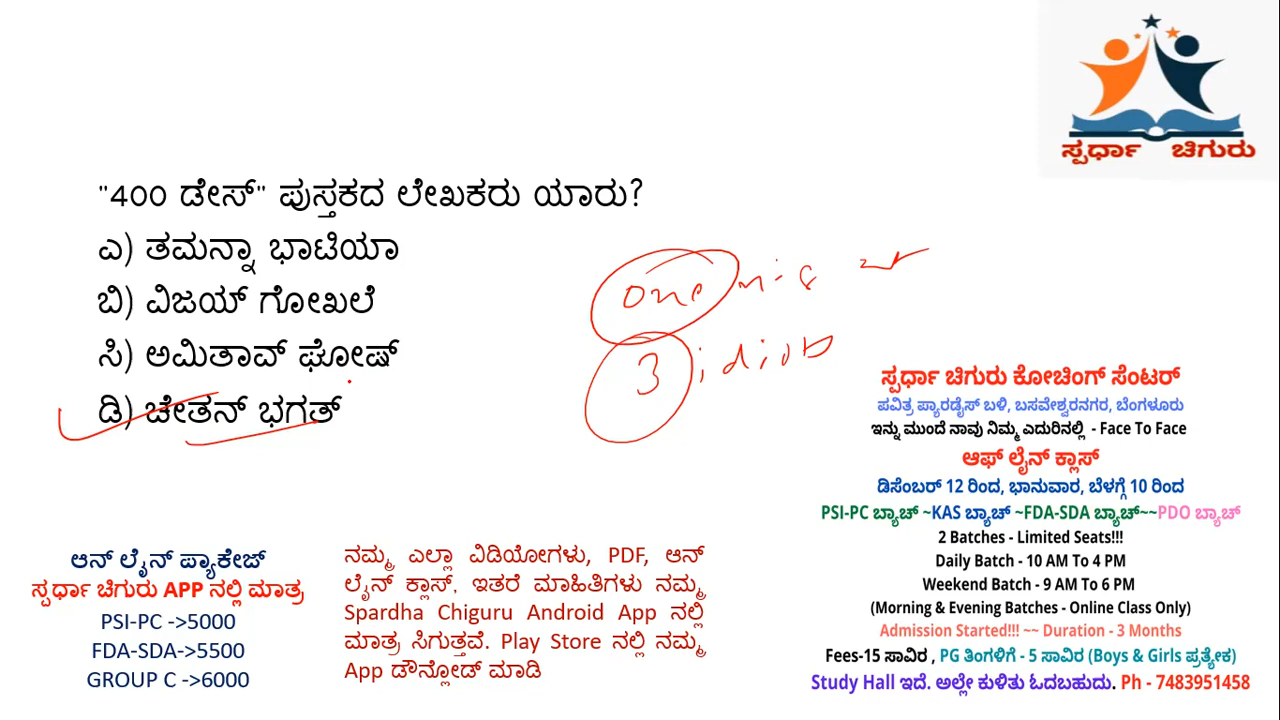 ಸ್ಪರ್ಧಾ ಚಿಗುರು
"400 ಡೇಸ್" ಪುಸ್ತಕದ ಲೇಖಕರು ಯಾರು?
ಎ) ತಮನ್ನಾ ಭಾಟಿಯಾ
ಬಿ) ವಿಜಯ್ ಗೋಖಲೆ
ಸಿ) ಅಮಿತಾವ್ ಘೋಷ್
ಡಿ) ಚೇತನ್ ಭಗತ್
one
3 idiots
ಸ್ಪರ್ಧಾ ಚಿಗುರು ಕೋಚಿಂಗ್ ಸೆಂಟರ್
ಪವಿತ್ರ ಪ್ಯಾರಡೈಸ್ ಬಳಿ, ಬಸವೇಶ್ವರನಗರ, ಬೆಂಗಳೂರು
ಇನ್ನು ಮುಂದೆ ನಾವು ನಿಮ್ಮ ಎದುರಿನಲ್ಲಿ - Face To Face
ಆಫ್ ಲೈನ್ ಕ್ಲಾಸ್
ಡಿಸೆಂಬರ್ 12 ರಿಂದ, ಭಾನುವಾರ, ಬೆಳಗ್ಗೆ 10 ರಿಂದ
PSI-PC ಬ್ಯಾಚ್ ~KAS ಬ್ಯಾಚ್ ~FDA-SDA ಬ್ಯಾಚ್~~PDO ಬ್ಯಾಚ್
2 Batches - Limited Seats!!!
Daily Batch - 10 AM To 4 PM
Weekend Batch - 9 AM To 6 PM
(Morning & Evening Batches - Online Class Only)
Admission Started!!! ~~ Duration - 3 Months
Fees-15 ಸಾವಿರ , PG ತಿಂಗಳಿಗೆ - 5 ಸಾವಿರ (Boys & Girls ಪ್ರತ್ಯೇಕ)
Study Hall ಇದೆ. ಅಲ್ಲೇ ಕುಳಿತು ಓದಬಹುದು. Ph - 7483951458
ಆನ್ ಲೈನ್ ಪ್ಯಾಕೇಜ್
ಸ್ಪರ್ಧಾ ಚಿಗುರು APP ನಲ್ಲಿ ಮಾತ್ರ
PSI-PC ->5000
FDA-SDA->5500
GROUP C ->6000
ನಮ್ಮ ಎಲ್ಲಾ ವಿಡಿಯೋಗಳು, PDF, ಆನ್
ಲೈನ್ ಕ್ಲಾಸ್. ಇತರೆ ಮಾಹಿತಿಗಳು ನಮ್ಮ
Spardha Chiguru Android App ನಲ್ಲಿ
ಮಾತ್ರ ಸಿಗುತ್ತವೆ. Play Store ನಲ್ಲಿ ನಮ್ಮ
App ಡೌನ್ಲೋಡ್ ಮಾಡಿ